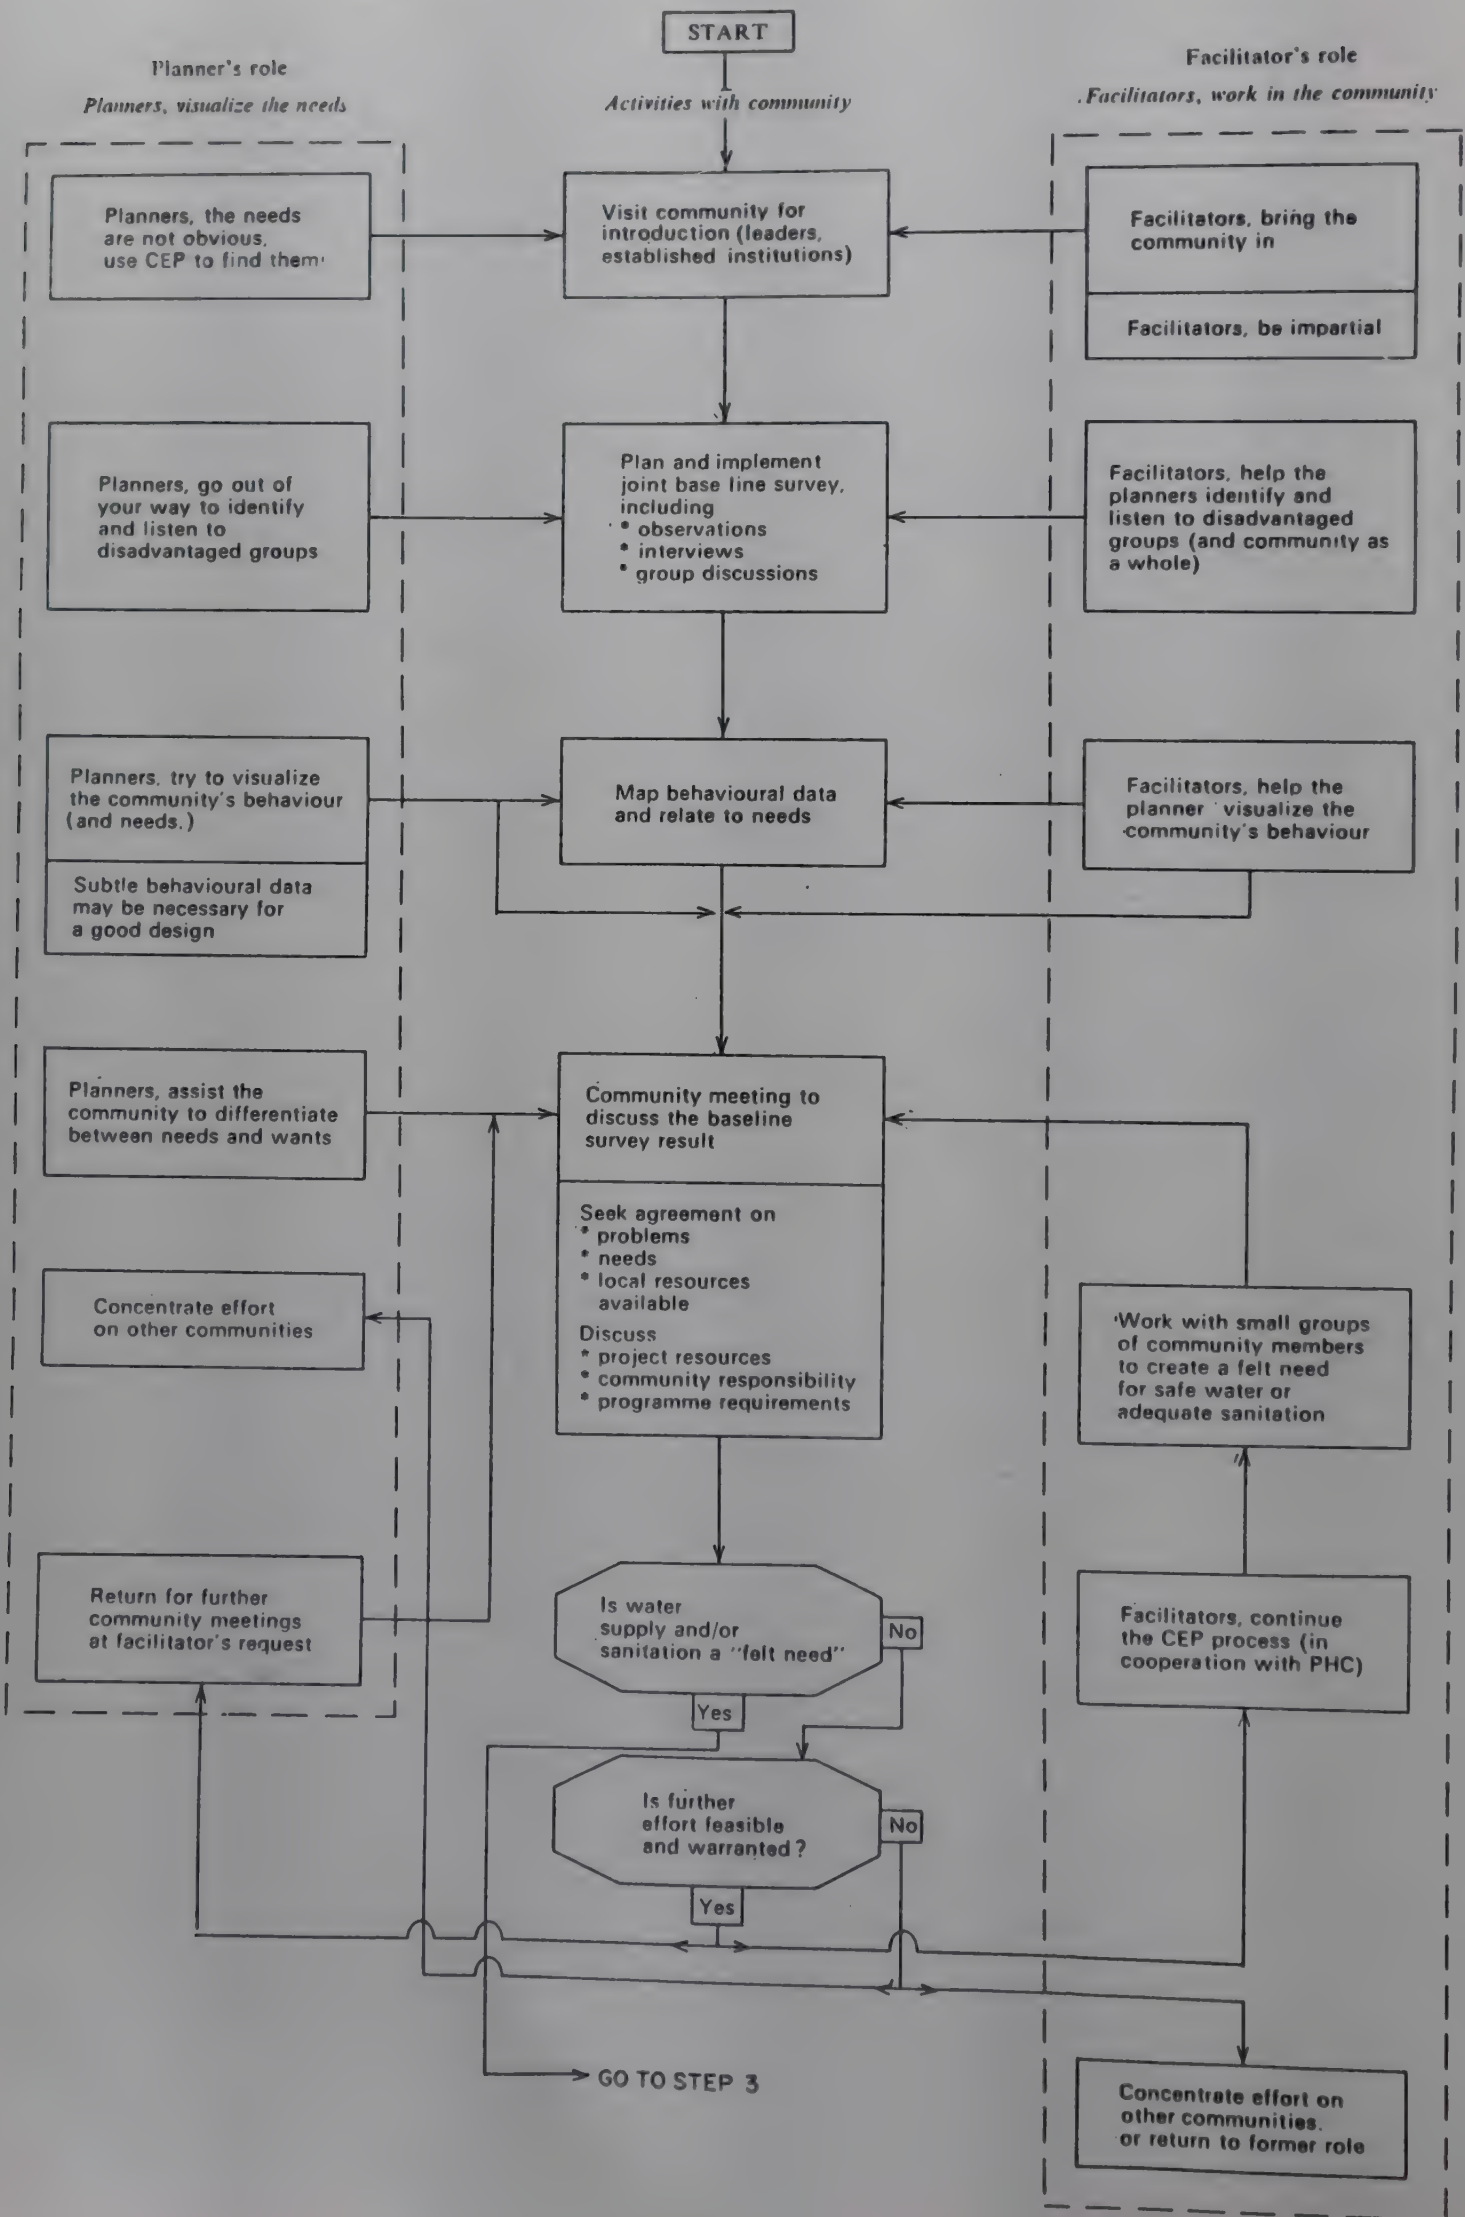 START
Planner's role
Planners, visualize the needs
Activities with community
Facilitator's role
Facilitators, work in the community
Planners, the needs
are not obvious,
use CEP to find them
Visit community for
introduction (leaders,
established institutions)
Facilitators, bring the
community in
Facilitators, be impartial
Planners, go out of
your way to identify
and listen to
disadvantaged groups
Plan and implement
joint base line survey,
including
* observations
* interviews
* group discussions
Facilitators, help the
planners identify and
listen to disadvantaged
groups (and community as
a whole)
Planners, try to visualize
the community's behaviour
(and needs.)
Subtle behavioural data
may be necessary for
a good design
Map behavioural data
and relate to needs
Facilitators, help the
planner visualize the
community's behaviour
Planners, assist the
community to differentiate
between needs and wants
Community meeting to
discuss the baseline
survey result
Seek agreement on
* problems
* needs
* local resources
available
Discuss
* project resources
* community responsibility
* programme requirements
Concentrate effort
on other communities
Work with small groups
of community members
to create a felt need
for safe water or
adequate sanitation
Return for further
community meetings
at facilitator's request
Is water
supply and/or
sanitation a "felt need"
No
Yes
Facilitators, continue
the CEP process (in
cooperation with PHC)
Is further
effort feasible
and warranted?
No
Yes
GO TO STEP 3
Concentrate effort on
other communities.
or return to former role